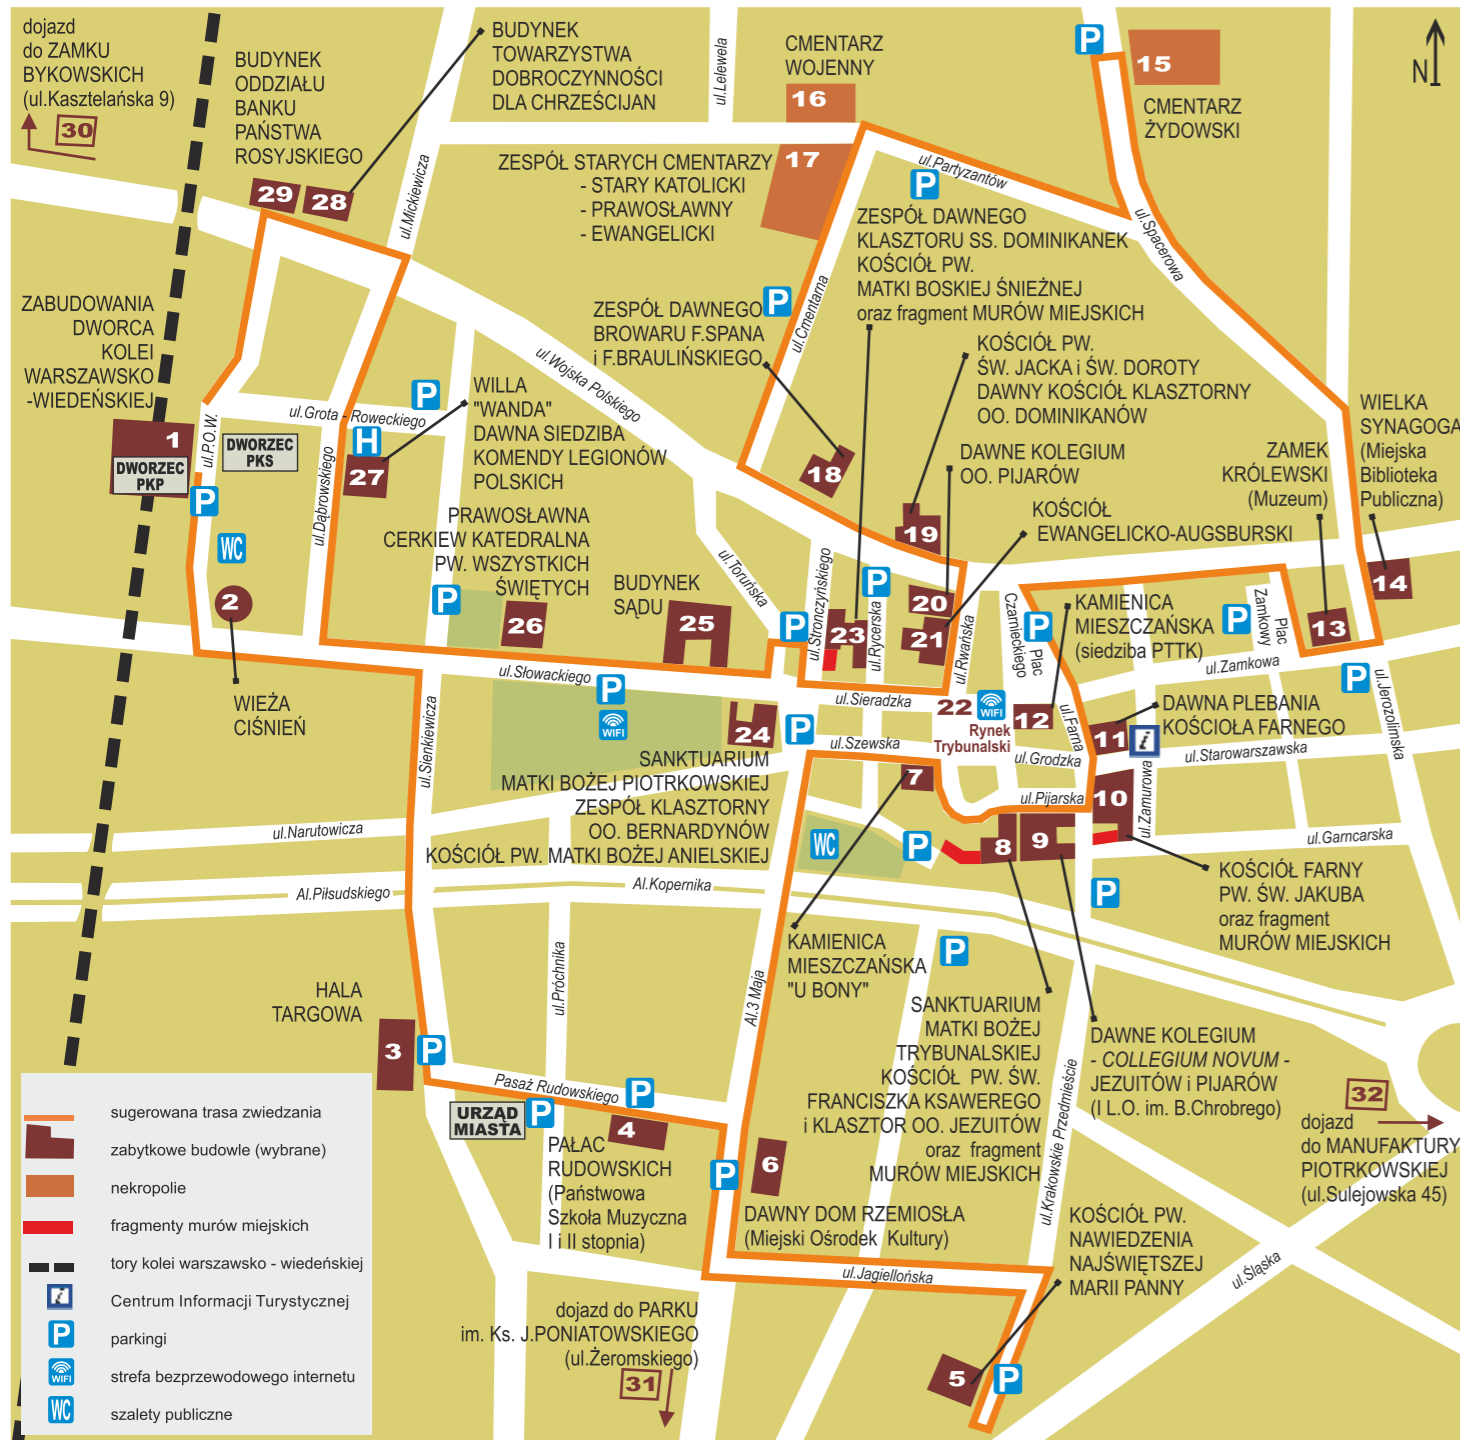 dojazd
do ZAMKU
BYKOWSKICH
(ul.Kasztelańska 9)
30
BUDYNEK
ODDZIAŁU
BANKU
PAŃSTWA
ROSYJSKIEGO
29
28
BUDYNEK
TOWARZYSTWA
DOBROCZYNNOŚCI
DLA CHRZEŚCIJAN
ul.Mickiewicza
ul.Lelewela
CMENTARZ
WOJENNY
16
17
ZESPÓŁ STARYCH CMENTARZY
- STARY KATOLICKI
- PRAWOSŁAWNY
- EWANGELICKI
P
15
CMENTARZ
ŻYDOWSKI
N
ul.Partyzantów
P
ul.Spacerowa
ZESPÓŁ DAWNEGO
KLASZTORU SS. DOMINIKANEK
KOŚCIÓŁ PW.
MATKI BOSKIEJ ŚNIEŻNEJ
oraz fragment MURÓW MIEJSKICH
ul.Cmentarna
P
ZESPÓŁ DAWNEGO
BROWARU F.SPANA
i F.BRAULIŃSKIEGO
18
KOŚCIÓŁ PW.
ŚW. JACKA i ŚW. DOROTY
DAWNY KOŚCIÓŁ KLASZTORNY
OO. DOMINIKANÓW
19
DAWNE KOLEGIUM
OO. PIJARÓW
KOŚCIÓŁ
EWANGELICKO-AUGSBURSKI
ZAMEK
KRÓLEWSKI
(Muzeum)
WIELKA
SYNAGOGA
(Miejska
Biblioteka
Publiczna)
ZABUDOWANIA
DWORCA
KOLEI
WARSZAWSKO
-WIEDEŃSKIEJ
1
DWORZEC
PKP
ul.P.O.W.
DWORZEC
PKS
ul.Grota - Roweckiego
P
H
27
ul.Dąbrowskiego
WILLA
"WANDA"
DAWNA SIEDZIBA
KOMENDY LEGIONÓW
POLSKICH
ul.Wojska Polskiego
P
WC
2
WIEŻA
CIŚNIEŃ
PRAWOSŁAWNA
CERKIEW KATEDRALNA
PW. WSZYSTKICH
ŚWIĘTYCH
P
26
BUDYNEK
SĄDU
25
ul.Toruńska
P
ul.Stronczyńskiego
23
P
ul.Rycerska
20
21
ul.Rwańska
Czarnieckiego
Plac
P
KAMIENICA
MIESZCZAŃSKA
(siedziba PTTK)
Plac
Zamkowy
P
13
14
ul.Zamkowa
P
ul.Jerozolimska
ul.Słowackiego
P
WIFI
ul.Sienkiewicza
24
P
ul.Sieradzka
22
WIFI
Rynek
Trybunalski
12
ul.Farna
11
DAWNA PLEBANIA
KOŚCIOŁA FARNEGO
i
ul.Szewska
ul.Grodzka
ul.Starowarszawska
7
ul.Pijarska
10
ul.Zamurowa
ul.Garncarska
SANKTUARIUM
MATKI BOŻEJ PIOTRKOWSKIEJ
ZESPÓŁ KLASZTORNY
OO. BERNARDYNÓW
KOŚCIÓŁ PW. MATKI BOŻEJ ANIELSKIEJ
ul.Narutowicza
WC
P
8
9
KOŚCIÓŁ FARNY
PW. ŚW. JAKUBA
oraz fragment
MURÓW MIEJSKICH
Al.Piłsudskiego
Al.Kopernika
P
KAMIENICA
MIESZCZAŃSKA
"U BONY"
P
HALA
TARGOWA
3
P
ul.Próchnika
Al.3 Maja
SANKTUARIUM
MATKI BOŻEJ
TRYBUNALSKIEJ
KOŚCIÓŁ PW. ŚW.
FRANCISZKA KSAWEREGO
i KLASZTOR OO. JEZUITÓW
oraz fragment
MURÓW MIEJSKICH
DAWNE KOLEGIUM
- COLLEGIUM NOVUM -
JEZUITÓW i PIJARÓW
(I L.O. im. B.Chrobrego)
32
dojazd
do MANUFAKTURY
PIOTRKOWSKIEJ
(ul.Sulejowska 45)
Pasaż Rudowskiego
P
URZĄD
MIASTA
P
4
PAŁAC
RUDOWSKICH
(Państwowa
Szkoła Muzyczna
I i II stopnia)
P
6
DAWNY DOM RZEMIOSŁA
(Miejski Ośrodek Kultury)
ul.Krakowskie Przedmieście
KOŚCIÓŁ PW.
NAWIEDZENIA
NAJŚWIĘTSZEJ
MARII PANNY
ul.Śląska
ul.Jagiellońska
dojazd do PARKU
im. Ks. J.PONIATOWSKIEGO
(ul.Żeromskiego)
31
5
P
sugerowana trasa zwiedzania
zabytkowe budowle (wybrane)
nekropolie
fragmenty murów miejskich
tory kolei warszawsko - wiedeńskiej
i
Centrum Informacji Turystycznej
P
parkingi
WIFI
strefa bezprzewodowego internetu
WC
szalety publiczne